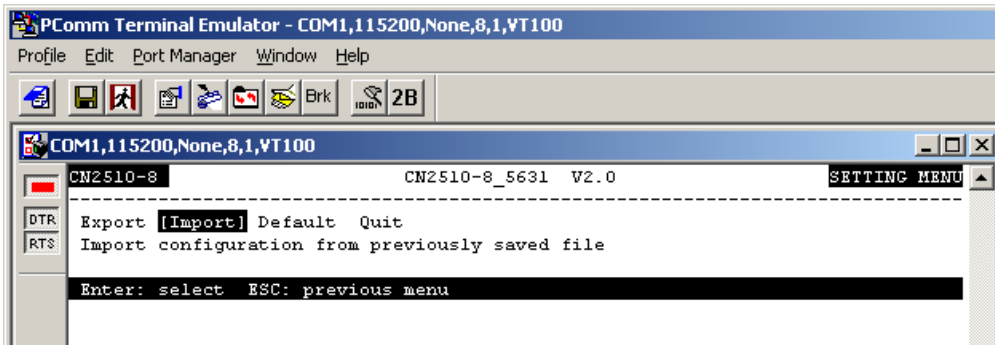 PComm Terminal Emulator - COM1,115200,None,8,1,VT100
Profile Edit Port Manager Window Help
Brk 2B
COM1,115200,None,8,1,VT100
CN2510-8 CN2510-8_5631 V2.0 SETTING MENU
DTR Export [Import] Default Quit
RTS Import configuration from previously saved file
Enter: select ESC: previous menu